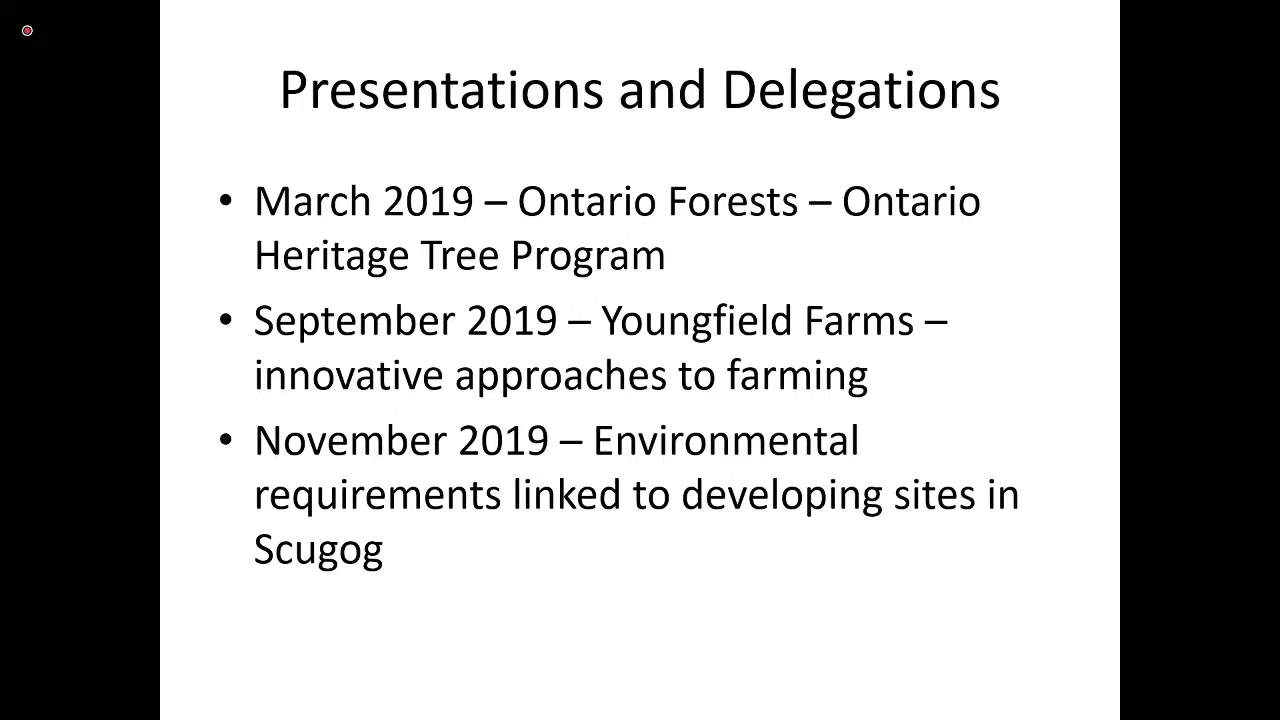 Presentations and Delegations
• March 2019 – Ontario Forests – Ontario
Heritage Tree Program
• September 2019 – Youngfield Farms –
innovative approaches to farming
• November 2019 – Environmental
requirements linked to developing sites in
Scugog